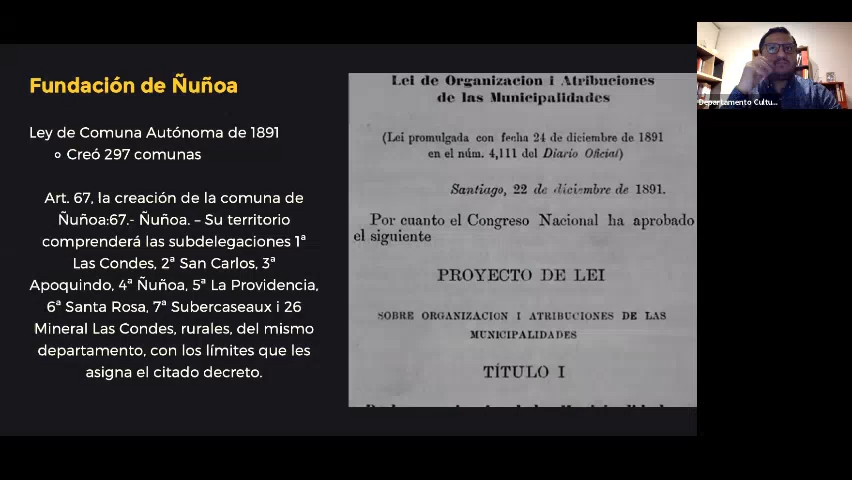 Fundación de Ñuñoa
Ley de Comuna Autónoma de 1891
Creó 297 comunas
Art. 67, la creación de la comuna de
Ñuñoa:67.- Ñuñoa. – Su territorio
comprenderá las subdelegaciones 1ª
Las Condes, 2ª San Carlos, 3ª
Apoquindo, 4ª Ñuñoa, 5ª La Providencia,
6ª Santa Rosa, 7ª Subercaseaux i 26
Mineral Las Condes, rurales, del mismo
departamento, con los límites que les
asigna el citado decreto.
Lei de Organizacion i Atribuciones
de las Municipalidades
(Lei promulgada con fecha 24 de diciembre de 1891
en el núm. 4,111 del Diario Oficial)
Santiago, 22 de diciembre de 1891.
Por cuanto el Congreso Nacional ha aprobado
el siguiente
PROYECTO DE LEI
SOBRE ORGANIZACION I ATRIBUCIONES DE LAS
MUNICIPALIDADES
TÍTULO I
Departamento Cultu...